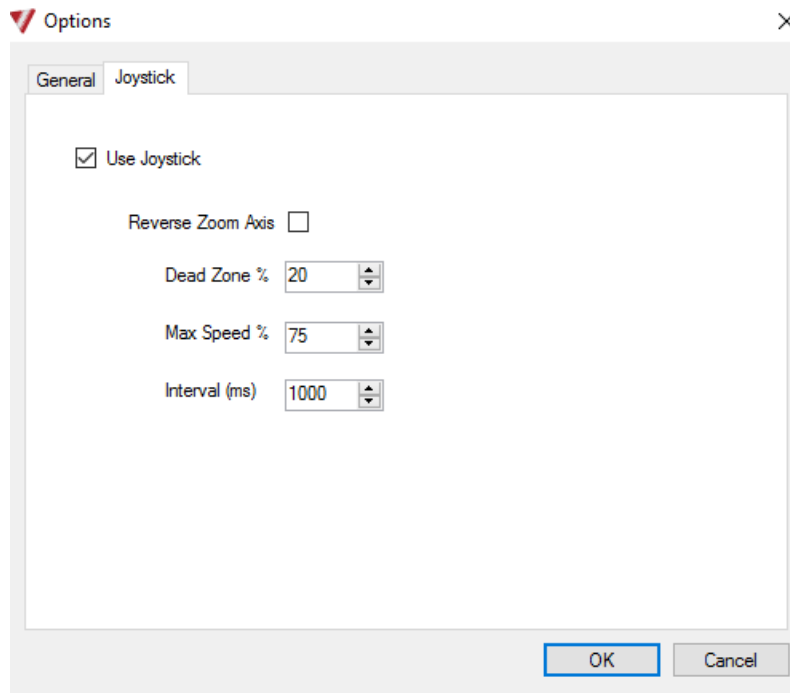 Options
General Joystick
Use Joystick
Reverse Zoom Axis
Dead Zone % 20
Max Speed % 75
Interval (ms) 1000
OK Cancel